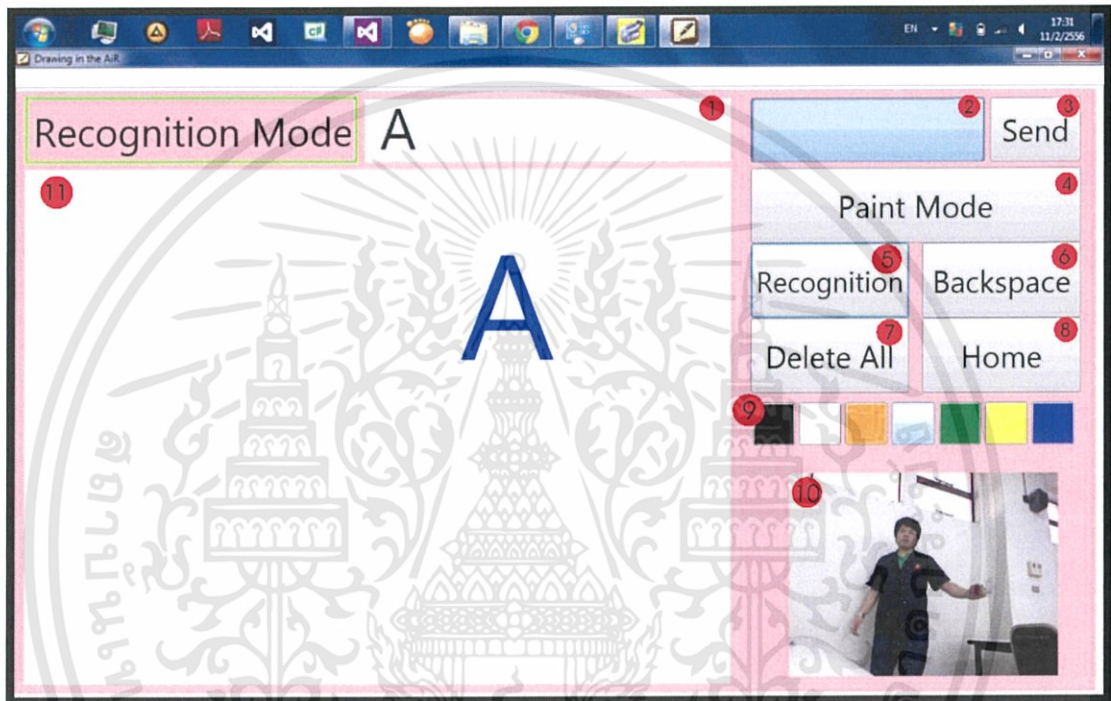 EN
17:31
11/2/2556
Drawing in the AiR
Recognition Mode
A
1
2
Send
3
Paint Mode
4
Recognition
5
Backspace
6
Delete All
7
Home
8
9
10
11
A